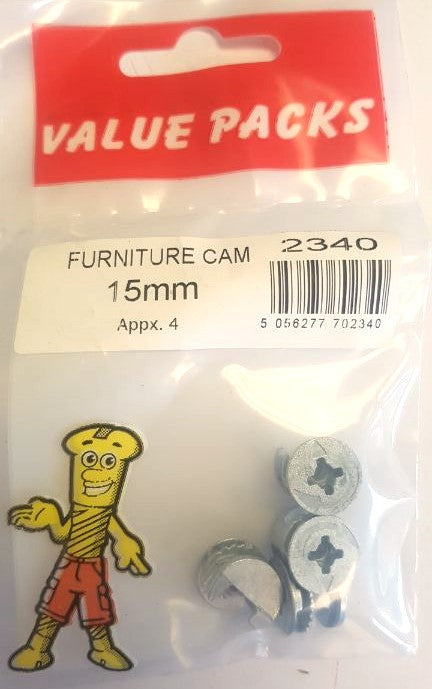 VALUE PACKS
FURNITURE CAM
15mm
Appx. 4
2340
5 056277 702340